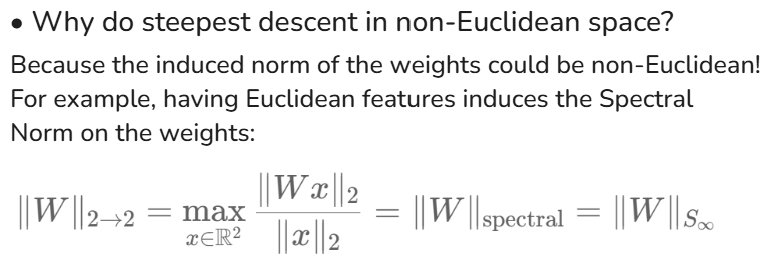 • Why do steepest descent in non-Euclidean space?
Because the induced norm of the weights could be non-Euclidean!
For example, having Euclidean features induces the Spectral
Norm on the weights:
$\|W\|_{2\to 2} = \max_{x\in\mathbb{R}^2} \frac{\|Wx\|_2}{\|x\|_2} = \|W\|_{\text{spectral}} = \|W\|_{S_\infty}$